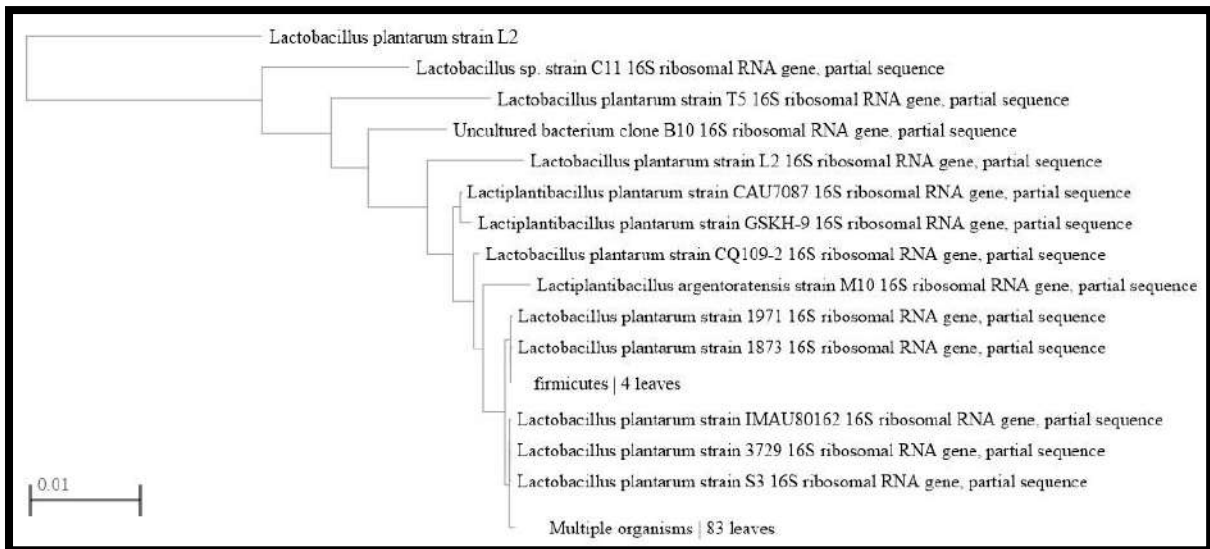 Lactobacillus plantarum strain L2
Lactobacillus sp. strain C11 16S ribosomal RNA gene, partial sequence
Lactobacillus plantarum strain T5 16S ribosomal RNA gene, partial sequence
Uncultured bacterium clone B10 16S ribosomal RNA gene, partial sequence
Lactobacillus plantarum strain L2 16S ribosomal RNA gene, partial sequence
Lactiplantibacillus plantarum strain CAU7087 16S ribosomal RNA gene, partial sequence
Lactiplantibacillus plantarum strain GSKH-9 16S ribosomal RNA gene, partial sequence
Lactobacillus plantarum strain CQ109-2 16S ribosomal RNA gene, partial sequence
Lactiplantibacillus argentoratensis strain M10 16S ribosomal RNA gene, partial sequence
Lactobacillus plantarum strain 1971 16S ribosomal RNA gene, partial sequence
Lactobacillus plantarum strain 1873 16S ribosomal RNA gene, partial sequence
firmicutes | 4 leaves
Lactobacillus plantarum strain IMAU80162 16S ribosomal RNA gene, partial sequence
Lactobacillus plantarum strain 3729 16S ribosomal RNA gene, partial sequence
Lactobacillus plantarum strain S3 16S ribosomal RNA gene, partial sequence
0.01
Multiple organisms | 83 leaves